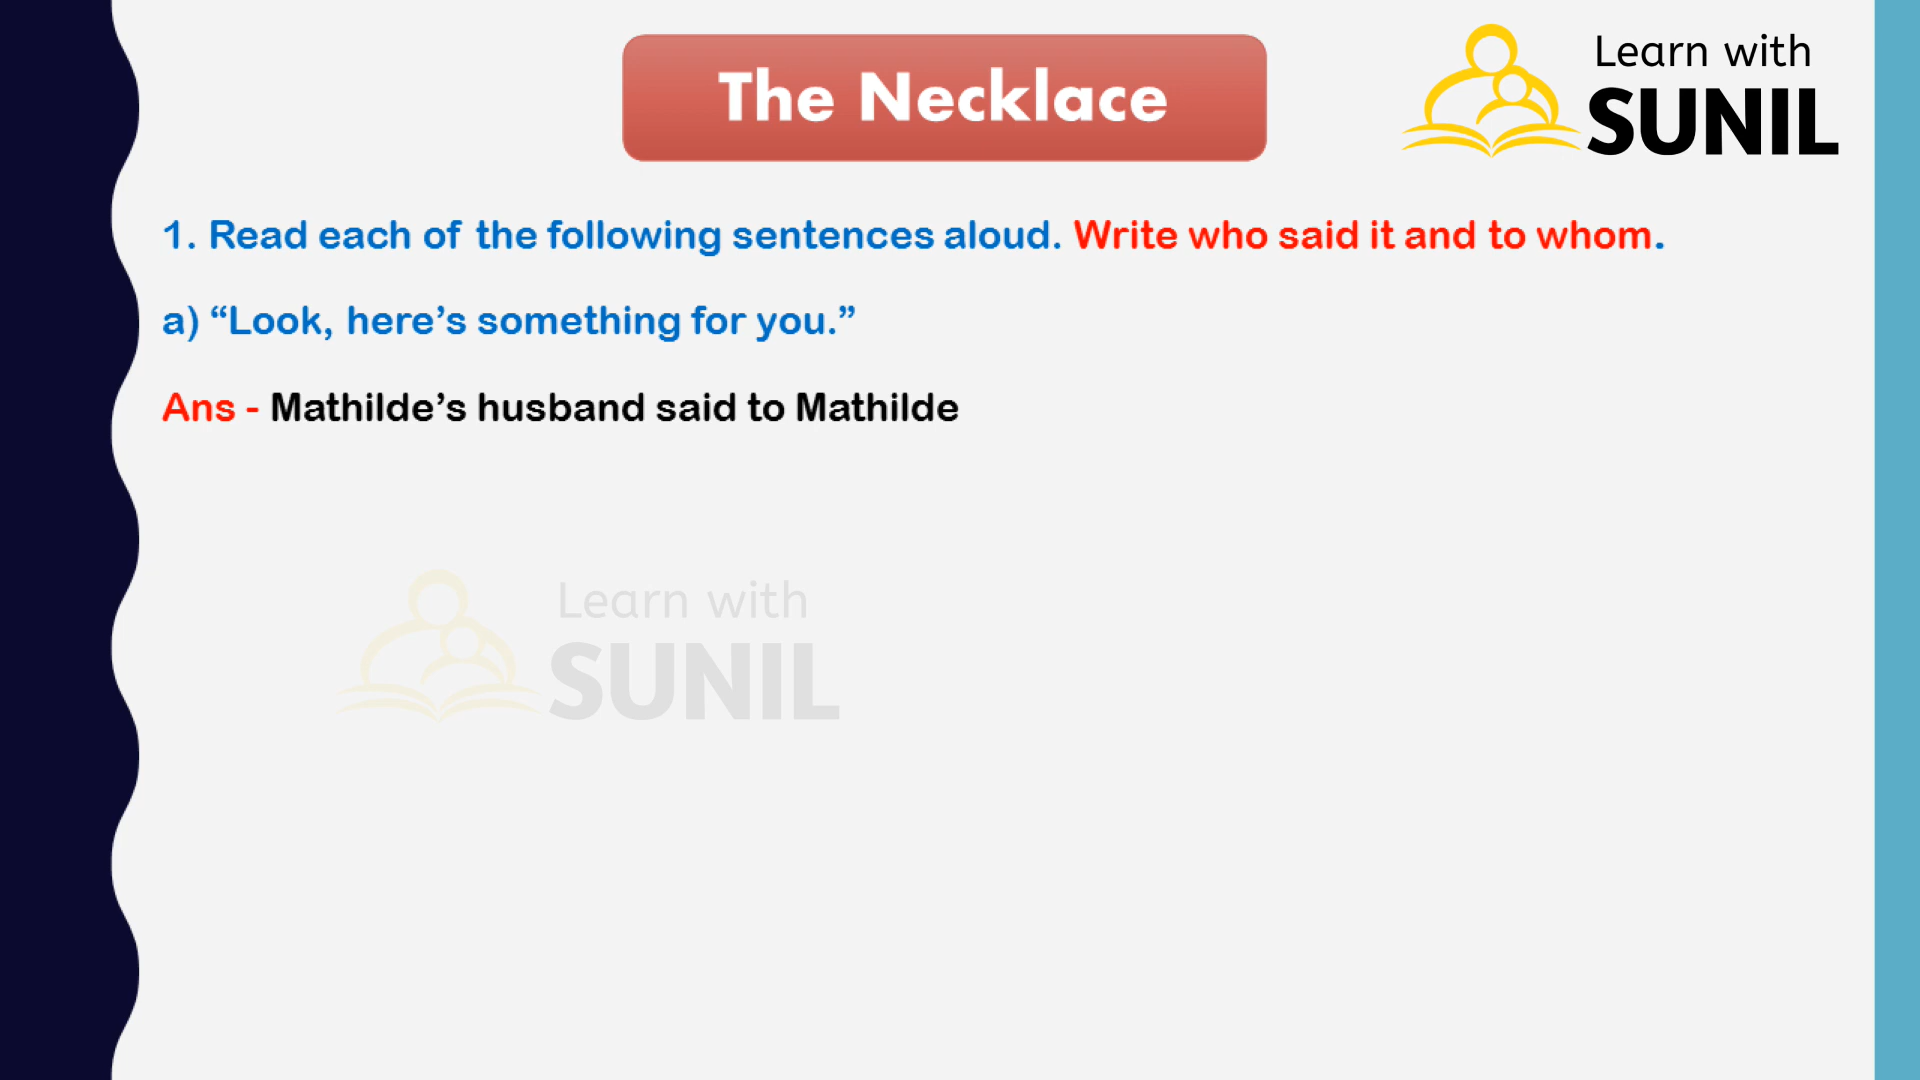 The Necklace
Learn with
SUNIL
1. Read each of the following sentences aloud. Write who said it and to whom.
a) “Look, here’s something for you.”
Ans - Mathilde’s husband said to Mathilde
Learn with
SUNIL